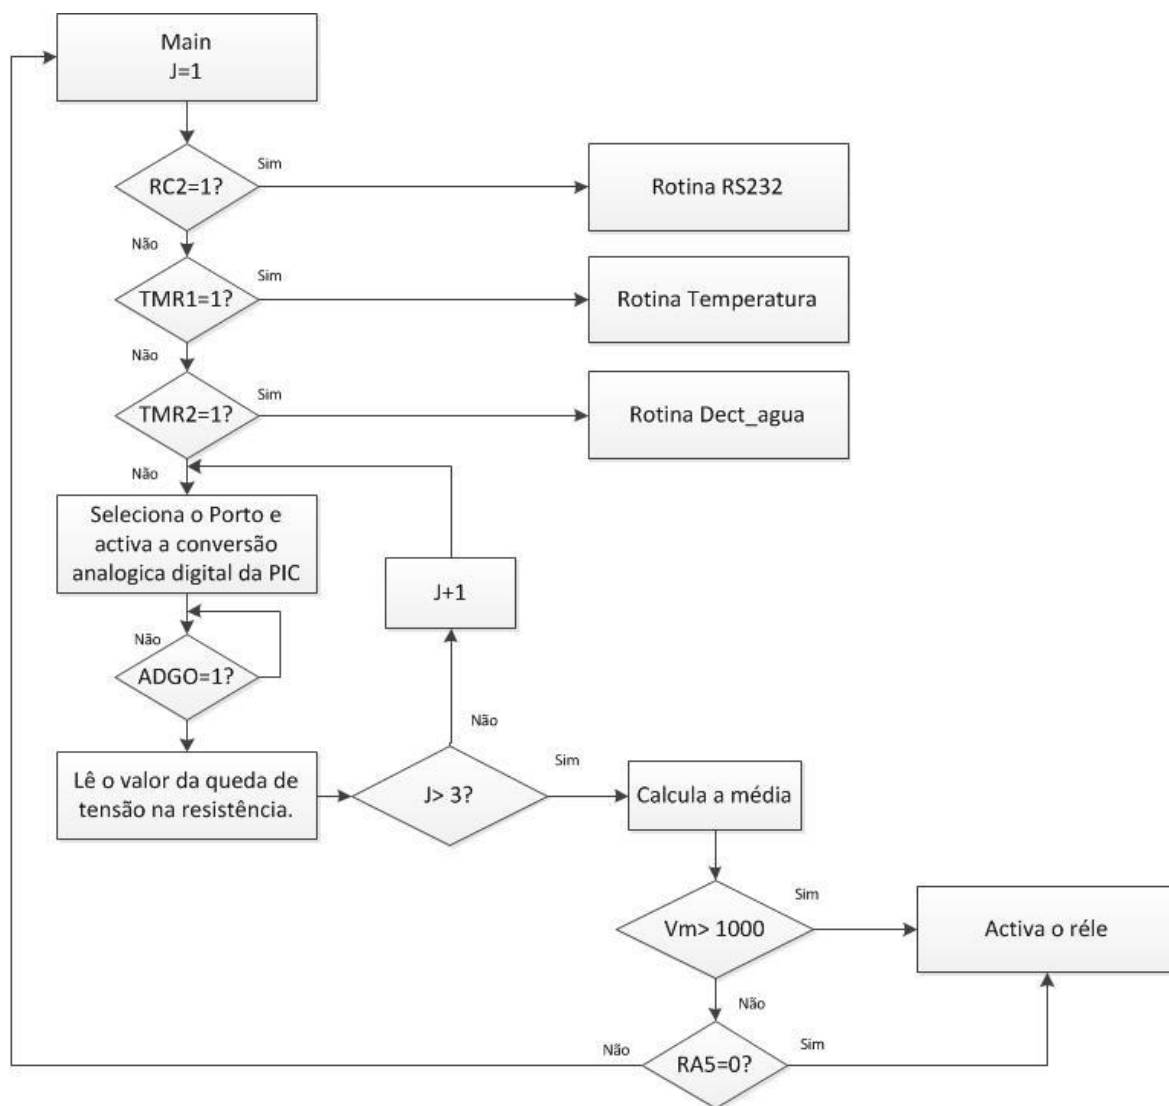 Main
J=1
Sim
RC2=1?
Rotina RS232
Não
Sim
TMR1=1?
Rotina Temperatura
Não
Sim
TMR2=1?
Rotina Dect_agua
Não
Seleciona o Porto e
activa a conversão
analogica digital da PIC
J+1
Não
ADGO=1?
Não
Lê o valor da queda de
tensão na resistência.
J> 3?
Sim
Calcula a média
Sim
Vm> 1000
Activa o réle
Não
Não
RA5=0?
Sim